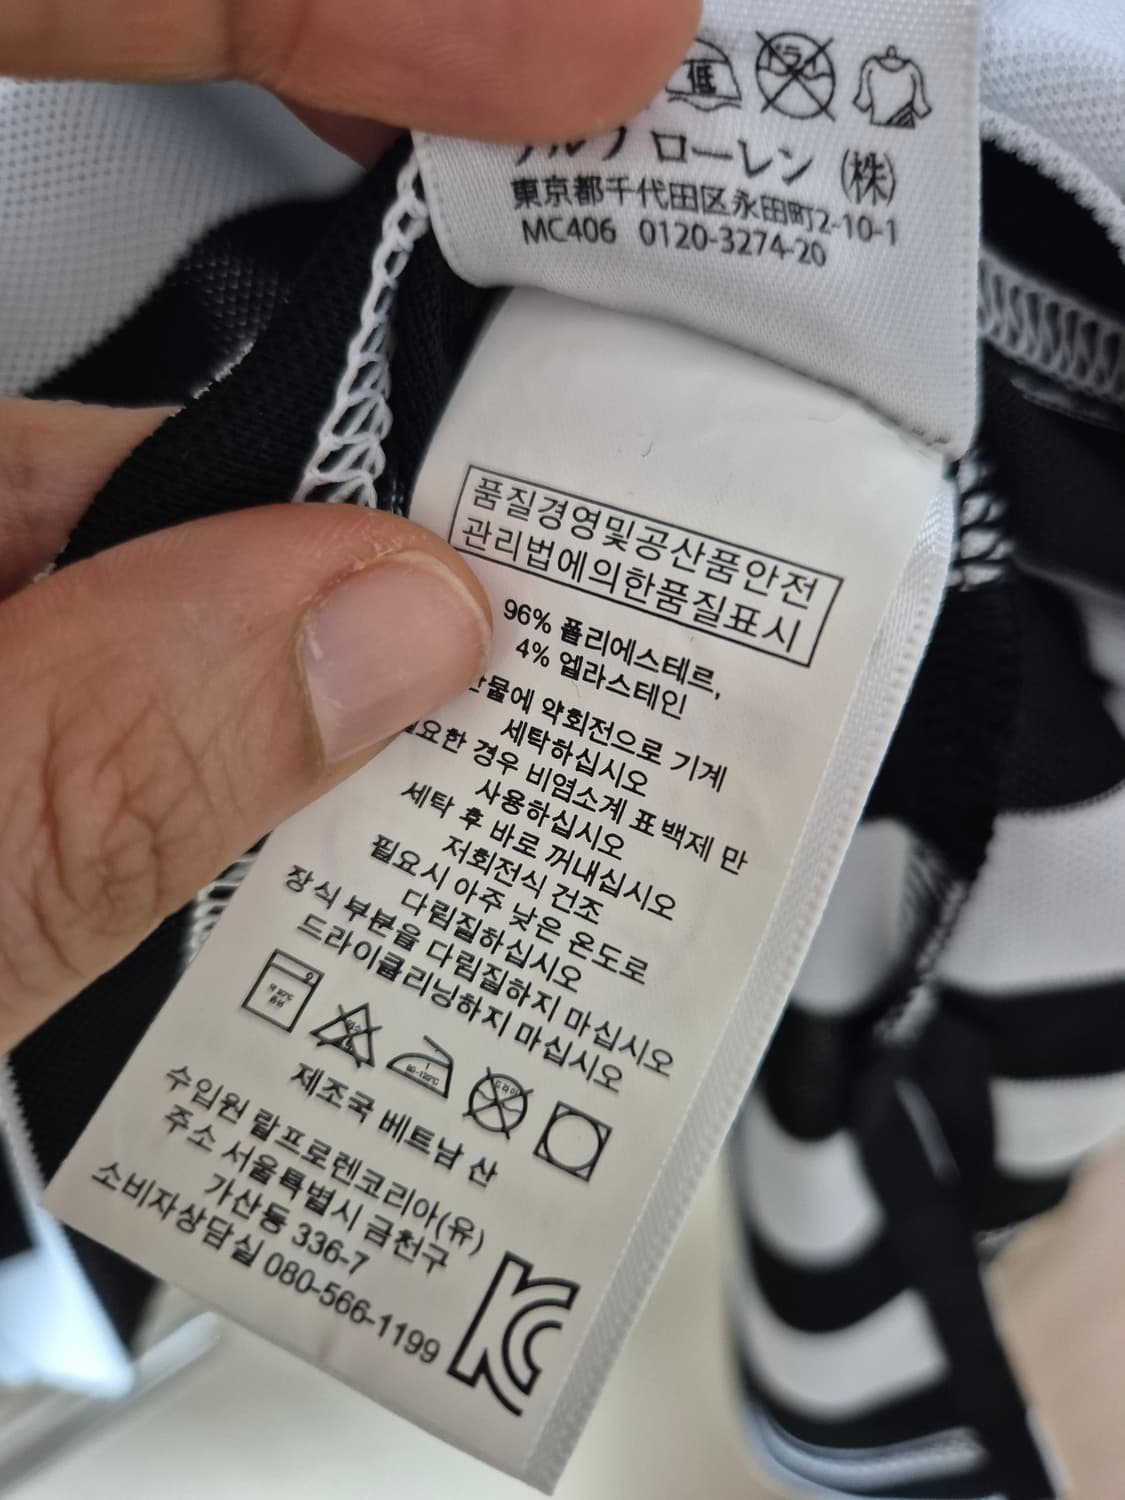 低
ドライ
ローレン (株)
東京都千代田区永田町2-10-1
MC406 0120-3274-20
품질경영및공산품안전
관리법에의한품질표시
96% 폴리에스테르,
4% 엘라스테인
약회전으로 기계
세탁하십시오
경우 비염소계 표백제 만
사용하십시오
세탁 후 바로 꺼내십시오
저회전식 건조
필요시 아주 낮은 온도로
다림질하십시오
장식 부분을 다림질하지 마십시오
드라이클리닝하지 마십시오
80-120℃
드라이
제조국 베트남 산
수입원 랄프로렌코리아(유)
주소 서울특별시 금천구
가산동 336-7
소비자상담실 080-566-1199